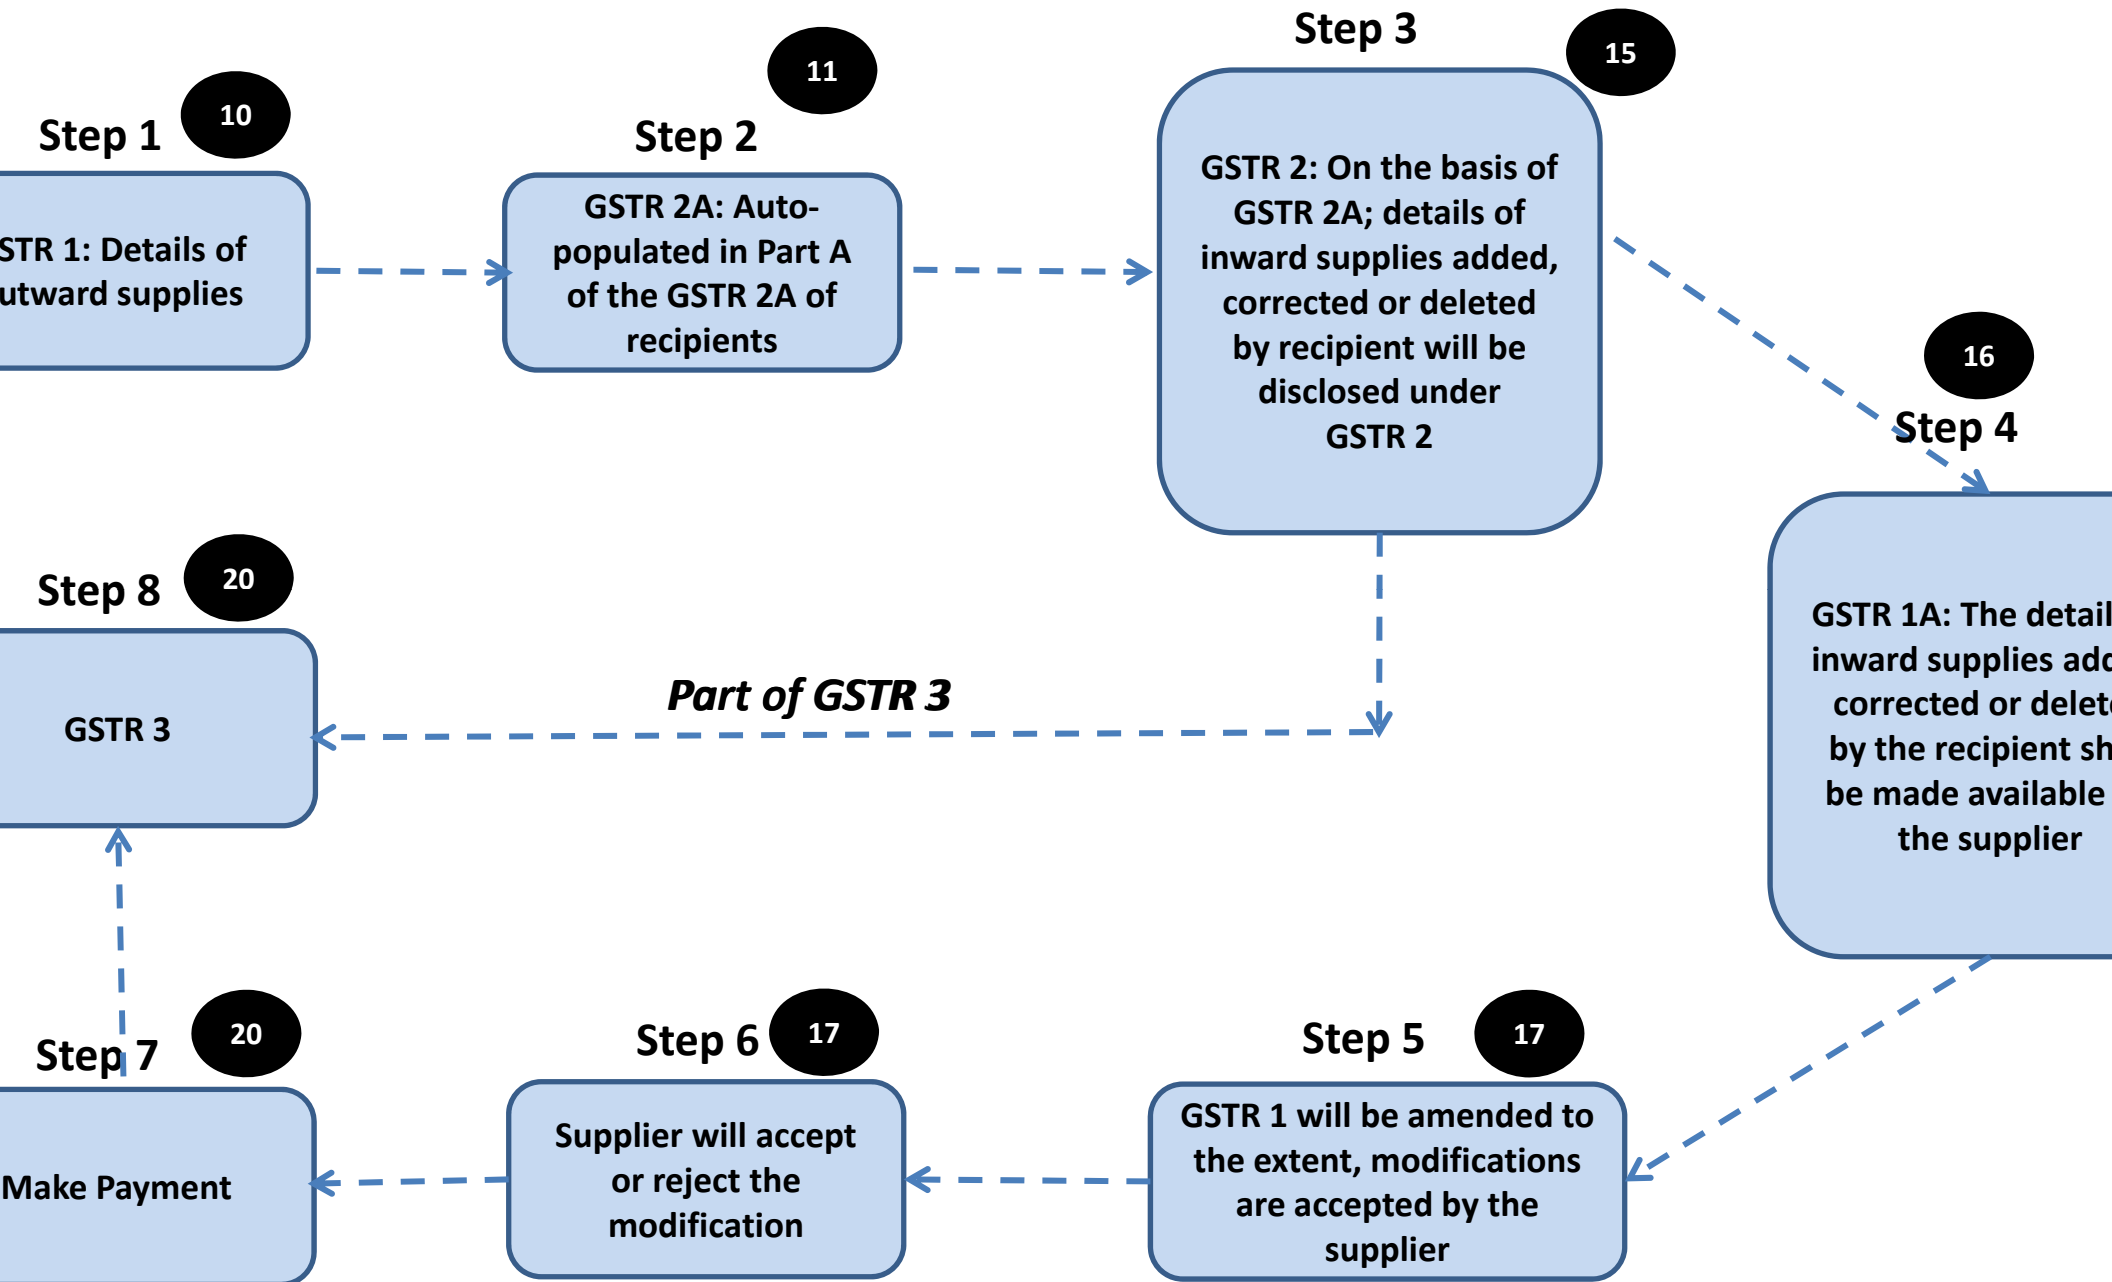 Step 1
10
STR 1: Details of
utward supplies
Step 2
11
GSTR 2A: Auto-
populated in Part A
of the GSTR 2A of
recipients
Step 3
15
GSTR 2: On the basis of
GSTR 2A; details of
inward supplies added,
corrected or deleted
by recipient will be
disclosed under
GSTR 2
16
Step 4
GSTR 1A: The detail
inward supplies add
corrected or delete
by the recipient sh
be made available
the supplier
Step 8
20
GSTR 3
Part of GSTR 3
Step 7
20
Make Payment
Step 6
17
Supplier will accept
or reject the
modification
Step 5
17
GSTR 1 will be amended to
the extent, modifications
are accepted by the
supplier